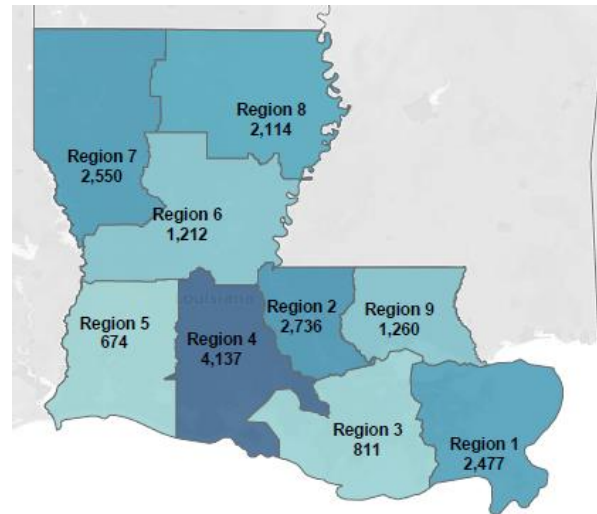 Region 8
2,114
Region 7
2,550
Region 6
1,212
Louisiana
Region 2
2,736
Region 9
1,260
Region 5
674
Region 4
4,137
Region 3
811
Region 1
2,477